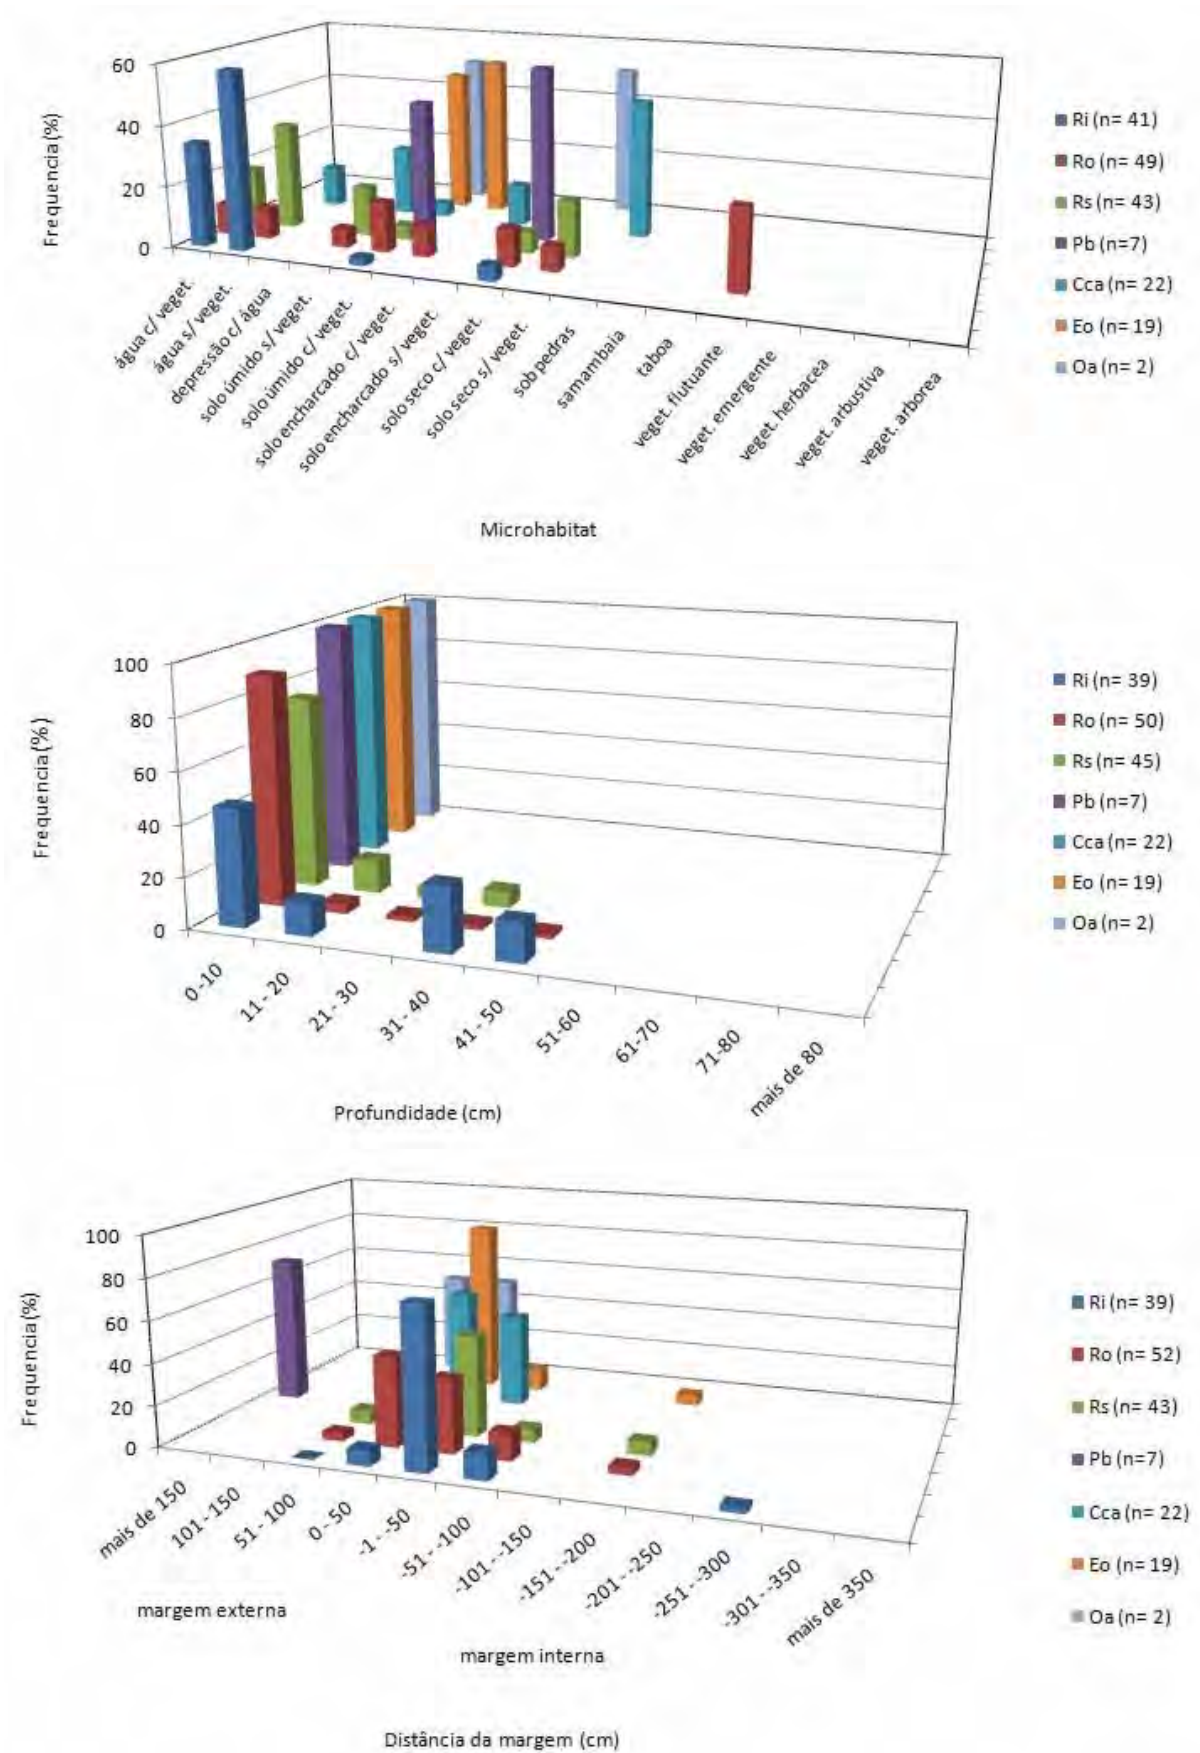 60
40
20
0
Frequencia(%)
água c/ veget.
água s/ veget.
depressão c/ água
solo úmido s/ veget.
solo úmido c/ veget.
solo encharcado c/ veget.
solo encharcado s/ veget.
solo seco c/ veget.
solo seco s/ veget.
sob pedras
samambaia
taboa
veget. flutuante
veget. emergente
veget. herbacea
veget. arbustiva
veget. arborea
Microhabitat
Ri (n= 41)
Ro (n= 49)
Rs (n= 43)
Pb (n=7)
Cca (n= 22)
Eo (n= 19)
Oa (n= 2)
100
80
60
40
20
0
Frequencia(%)
0 -10
11 - 20
21 - 30
31 - 40
41 - 50
51-60
61-70
71-80
mais de 80
Profundidade (cm)
Ri (n= 39)
Ro (n= 50)
Rs (n= 45)
Pb (n=7)
Cca (n= 22)
Eo (n= 19)
Oa (n= 2)
100
80
60
40
20
0
Frequencia(%)
mais de 150
101 - 150
51 - 100
0 - 50
-1 - -50
-51 - -100
-101 - -150
-151 - -200
-201 - -250
-251 - -300
-301 - -350
mais de 350
margem externa
margem interna
Distância da margem (cm)
Ri (n= 39)
Ro (n= 52)
Rs (n= 43)
Pb (n=7)
Cca (n= 22)
Eo (n= 19)
Oa (n= 2)